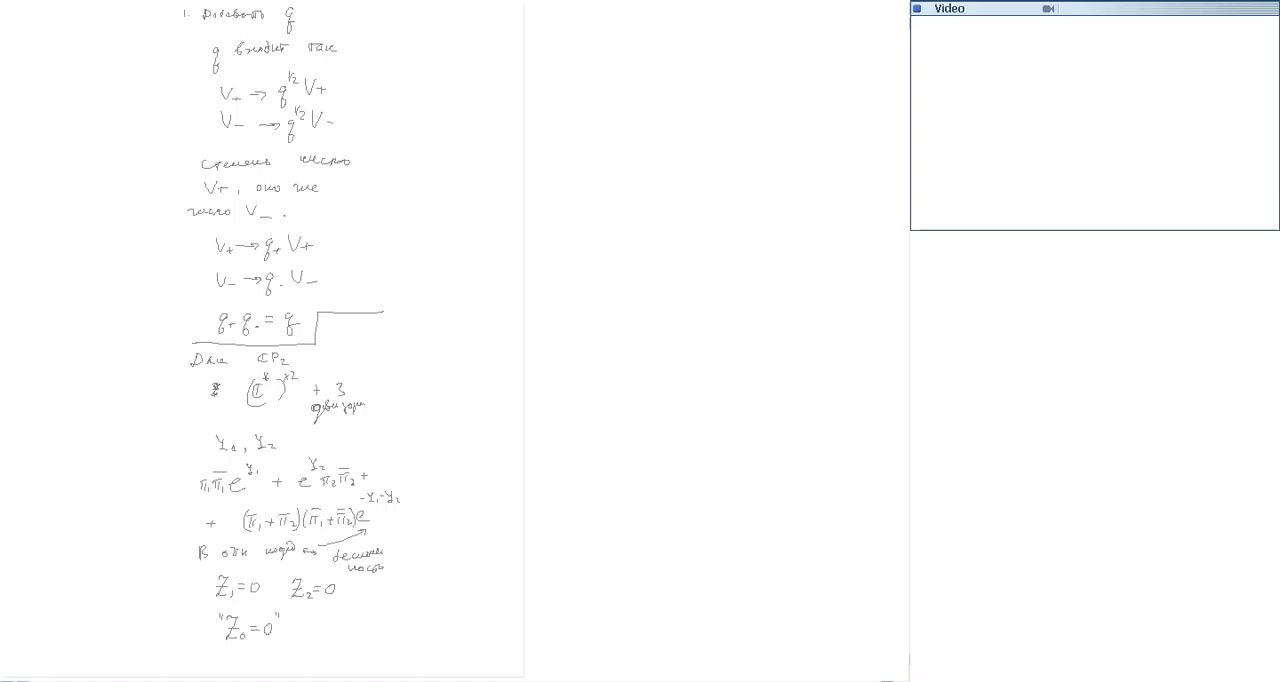 1. Добавить q
q входит так
V₊ → q^{1/2} V₊
V₋ → q^{1/2} V₋
степень число
V₊, оно же
число V₋.
V₊ → q₊ V₊
V₋ → q₋ V₋
q₊ q₋ = q
Для ℂP₂
(ℂ*)^{×2} + 3
дивизора
Y₁, Y₂
π₁π̄₁ e^{Y₁} + e^{Y₂} π₂π̄₂ +
+ (π₁+π₂)(π̄₁+π̄₂) e^{-Y₁-Y₂}
В эти
Z₁=0 Z₂=0
"Z₀=0"
Video